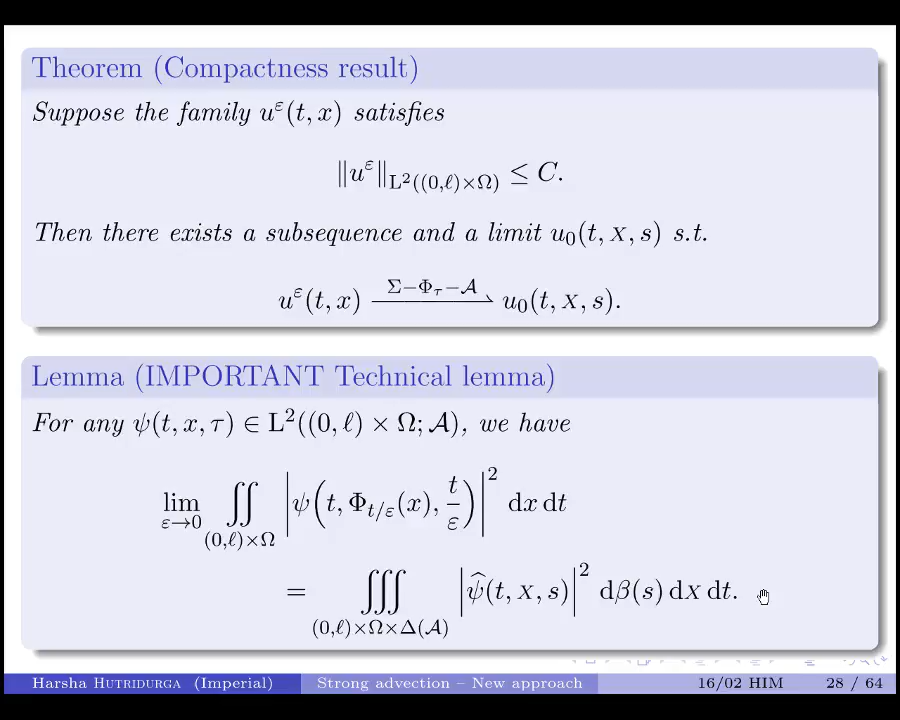 Theorem (Compactness result)
Suppose the family u^ε(t, x) satisfies
‖u^ε‖_{L²((0,ℓ)×Ω)} ≤ C.
Then there exists a subsequence and a limit u₀(t, X, s) s.t.
u^ε(t, x) —Σ−Φ_τ−𝒜⇀ u₀(t, X, s).
Lemma (IMPORTANT Technical lemma)
For any ψ(t, x, τ) ∈ L²((0, ℓ) × Ω; 𝒜), we have
lim_{ε→0} ∬_{(0,ℓ)×Ω} |ψ(t, Φ_{t/ε}(x), t/ε)|² dx dt
= ∭_{(0,ℓ)×Ω×Δ(𝒜)} |ψ̂(t, X, s)|² dβ(s) dX dt.
Harsha HUTRIDURGA (Imperial) Strong advection – New approach 16/02 HIM 28 / 64